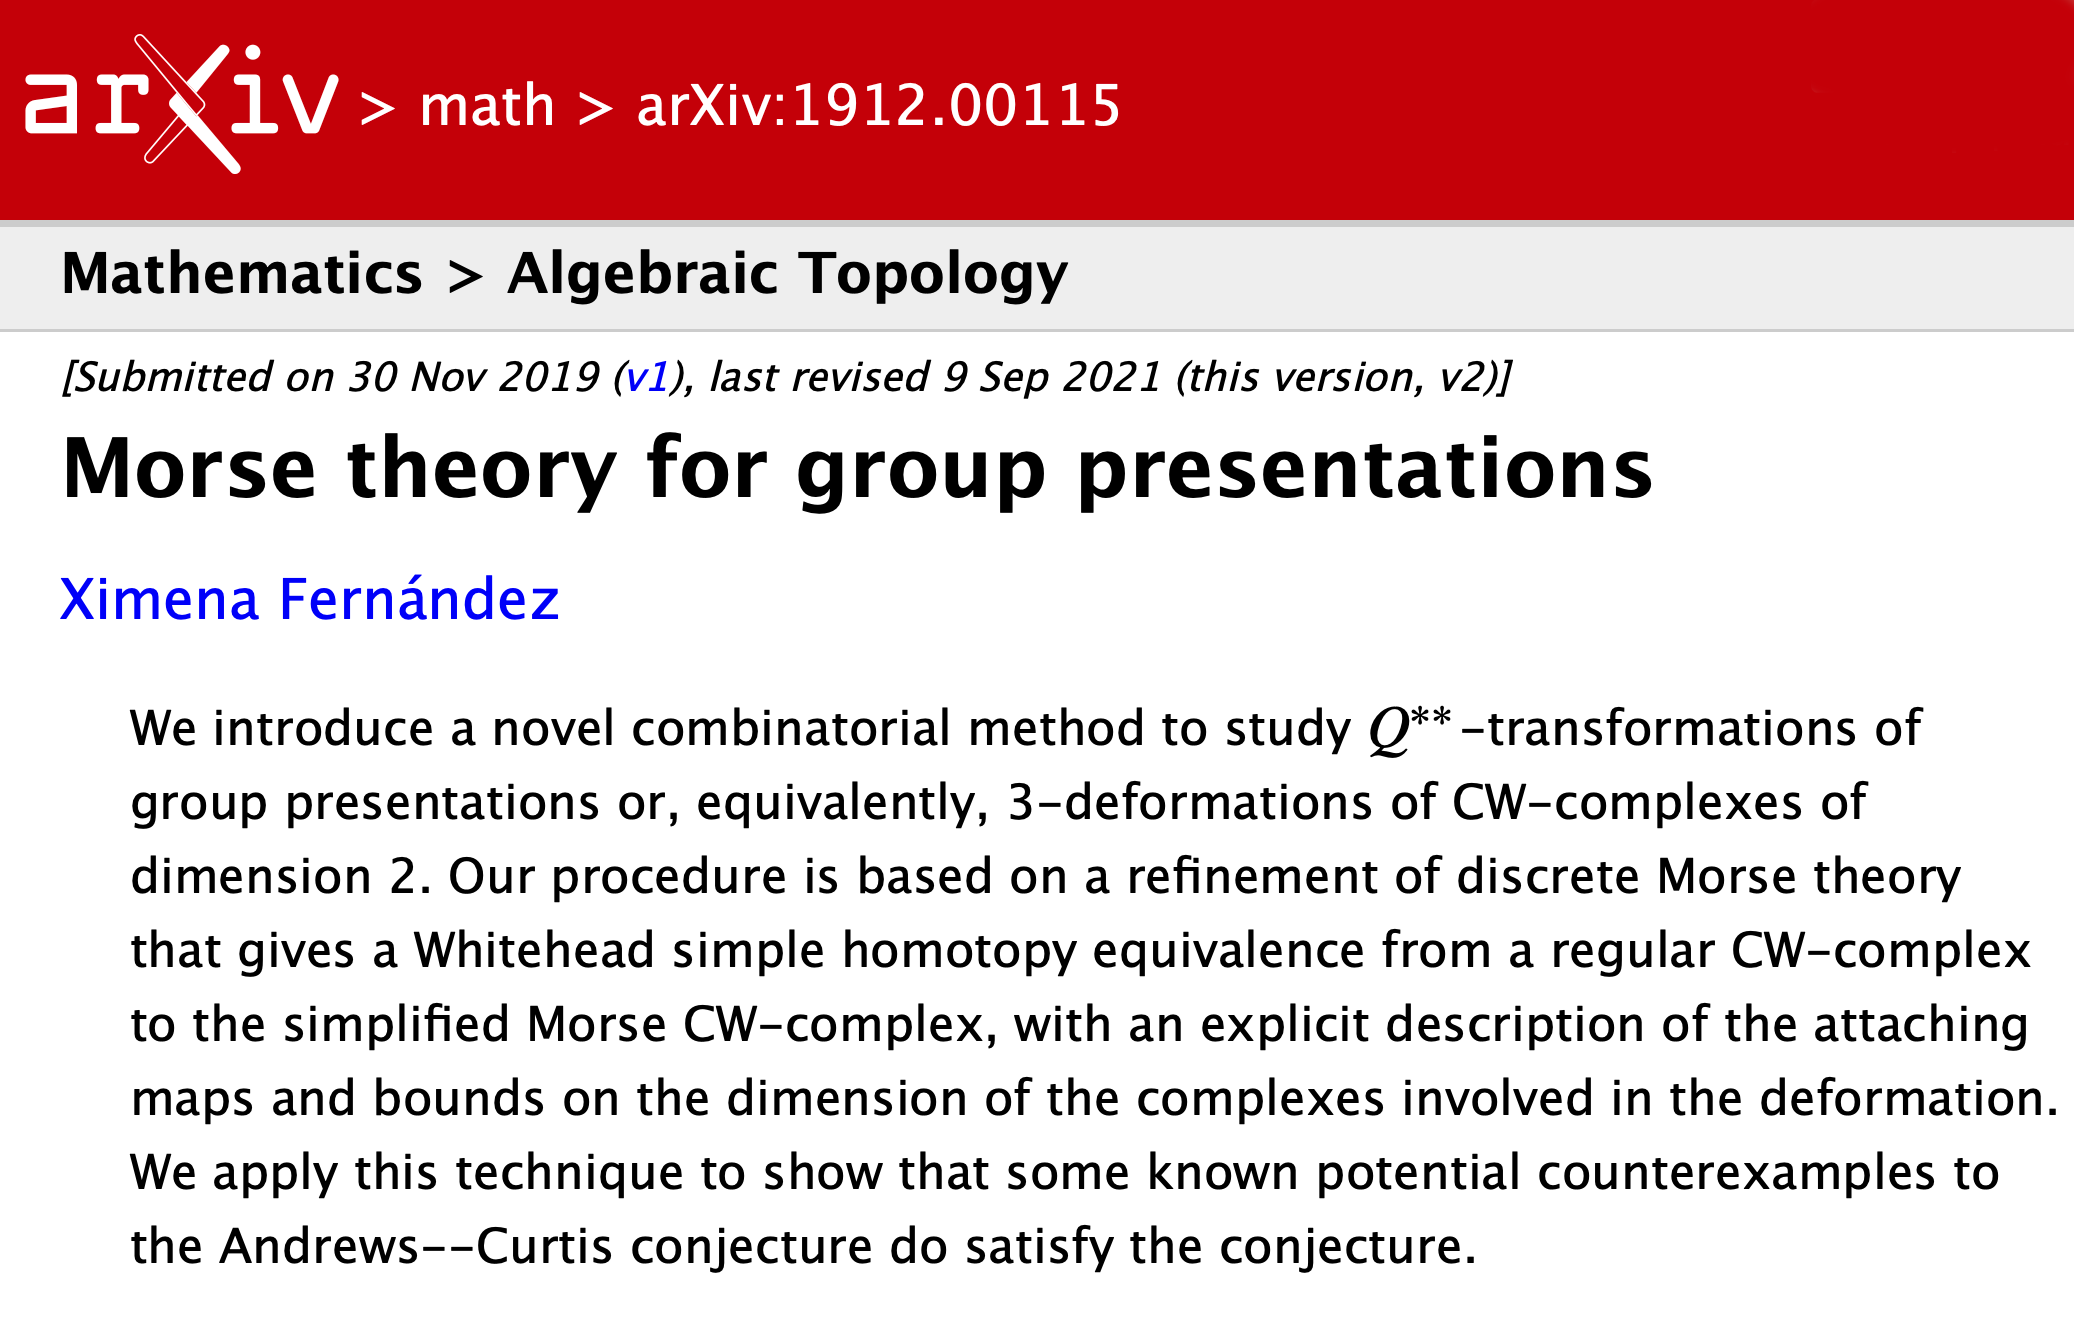 arXiv > math > arXiv:1912.00115
Mathematics > Algebraic Topology
[Submitted on 30 Nov 2019 (v1), last revised 9 Sep 2021 (this version, v2)]
Morse theory for group presentations
Ximena Fernández
We introduce a novel combinatorial method to study Q**-transformations of
group presentations or, equivalently, 3-deformations of CW-complexes of
dimension 2. Our procedure is based on a refinement of discrete Morse theory
that gives a Whitehead simple homotopy equivalence from a regular CW-complex
to the simplified Morse CW-complex, with an explicit description of the attaching
maps and bounds on the dimension of the complexes involved in the deformation.
We apply this technique to show that some known potential counterexamples to
the Andrews--Curtis conjecture do satisfy the conjecture.